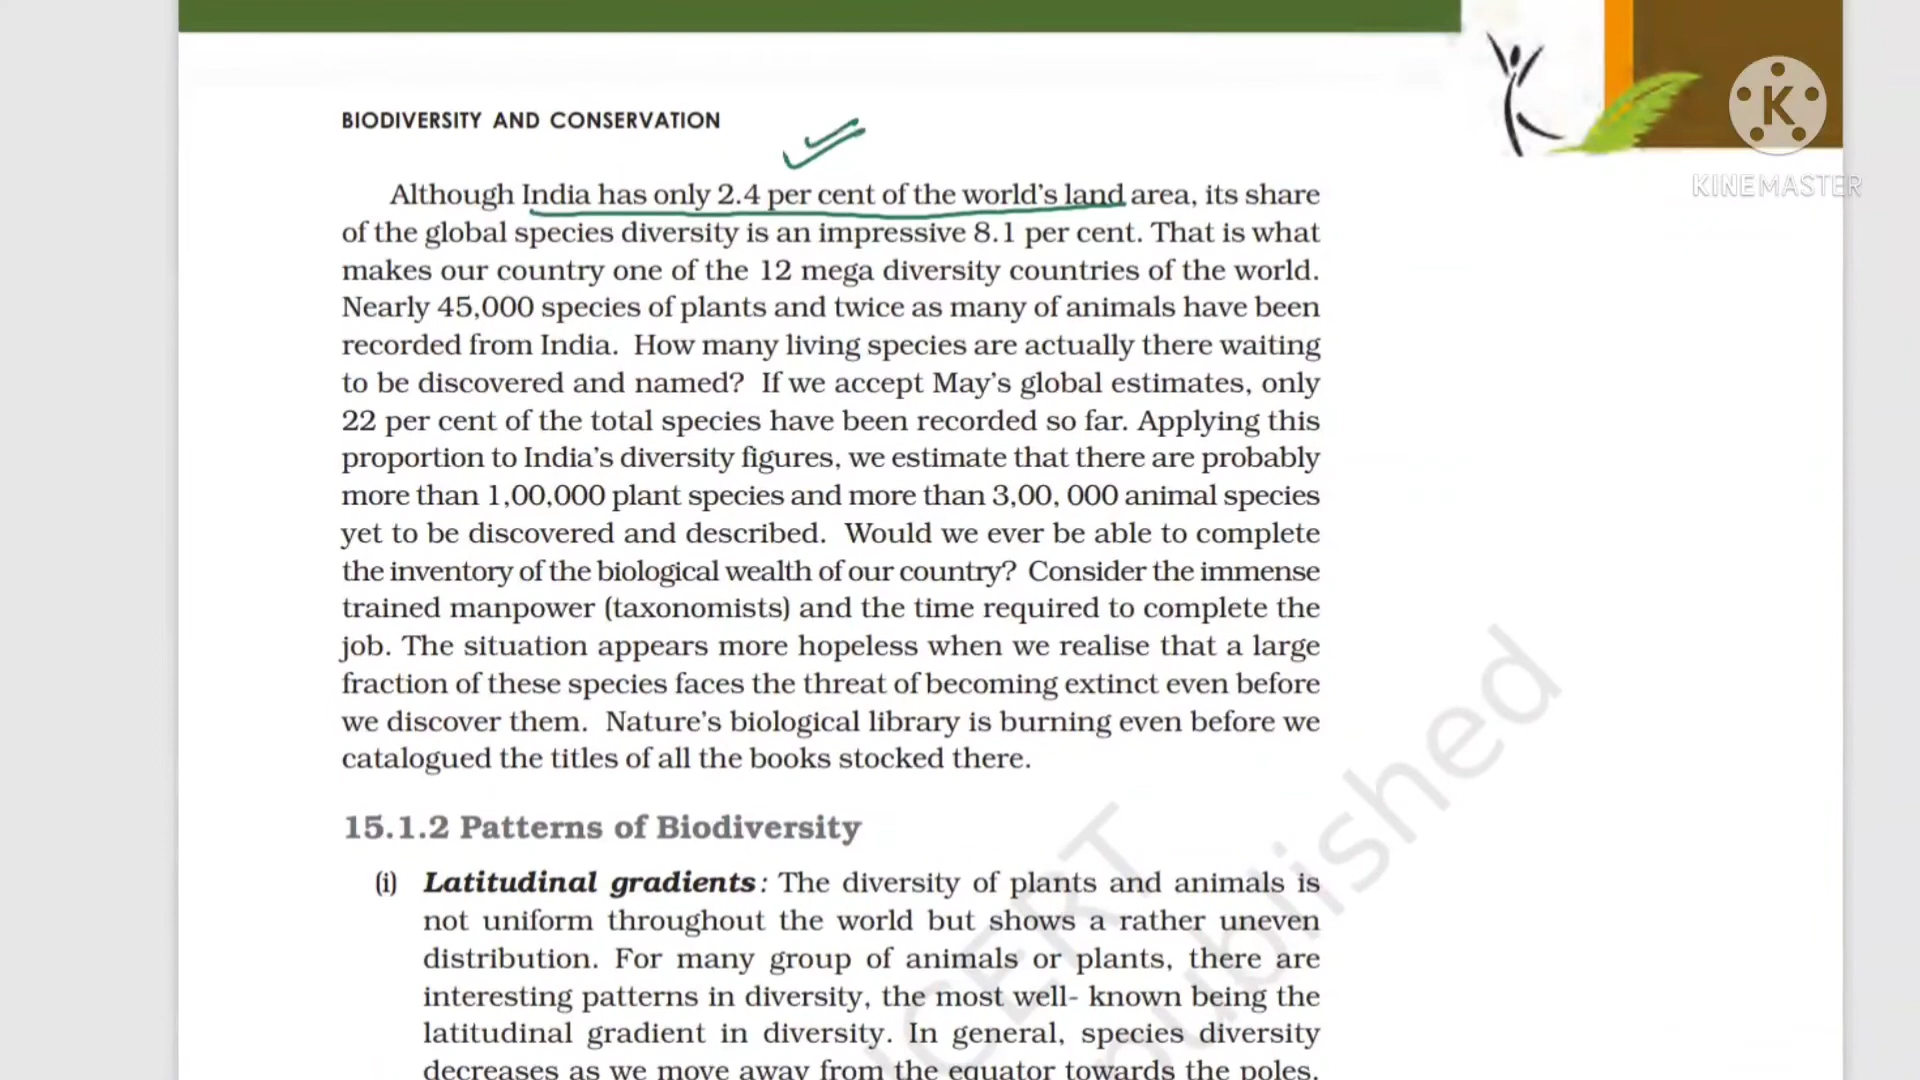 BIODIVERSITY AND CONSERVATION
KINEMASTER
Although India has only 2.4 per cent of the world's land area, its share
of the global species diversity is an impressive 8.1 per cent. That is what
makes our country one of the 12 mega diversity countries of the world.
Nearly 45,000 species of plants and twice as many of animals have been
recorded from India. How many living species are actually there waiting
to be discovered and named? If we accept May's global estimates, only
22 per cent of the total species have been recorded so far. Applying this
proportion to India's diversity figures, we estimate that there are probably
more than 1,00,000 plant species and more than 3,00, 000 animal species
yet to be discovered and described. Would we ever be able to complete
the inventory of the biological wealth of our country? Consider the immense
trained manpower (taxonomists) and the time required to complete the
job. The situation appears more hopeless when we realise that a large
fraction of these species faces the threat of becoming extinct even before
we discover them. Nature's biological library is burning even before we
catalogued the titles of all the books stocked there.
15.1.2 Patterns of Biodiversity
(i) Latitudinal gradients: The diversity of plants and animals is
not uniform throughout the world but shows a rather uneven
distribution. For many group of animals or plants, there are
interesting patterns in diversity, the most well- known being the
latitudinal gradient in diversity. In general, species diversity
decreases as we move away from the equator towards the poles.
NCERT
published